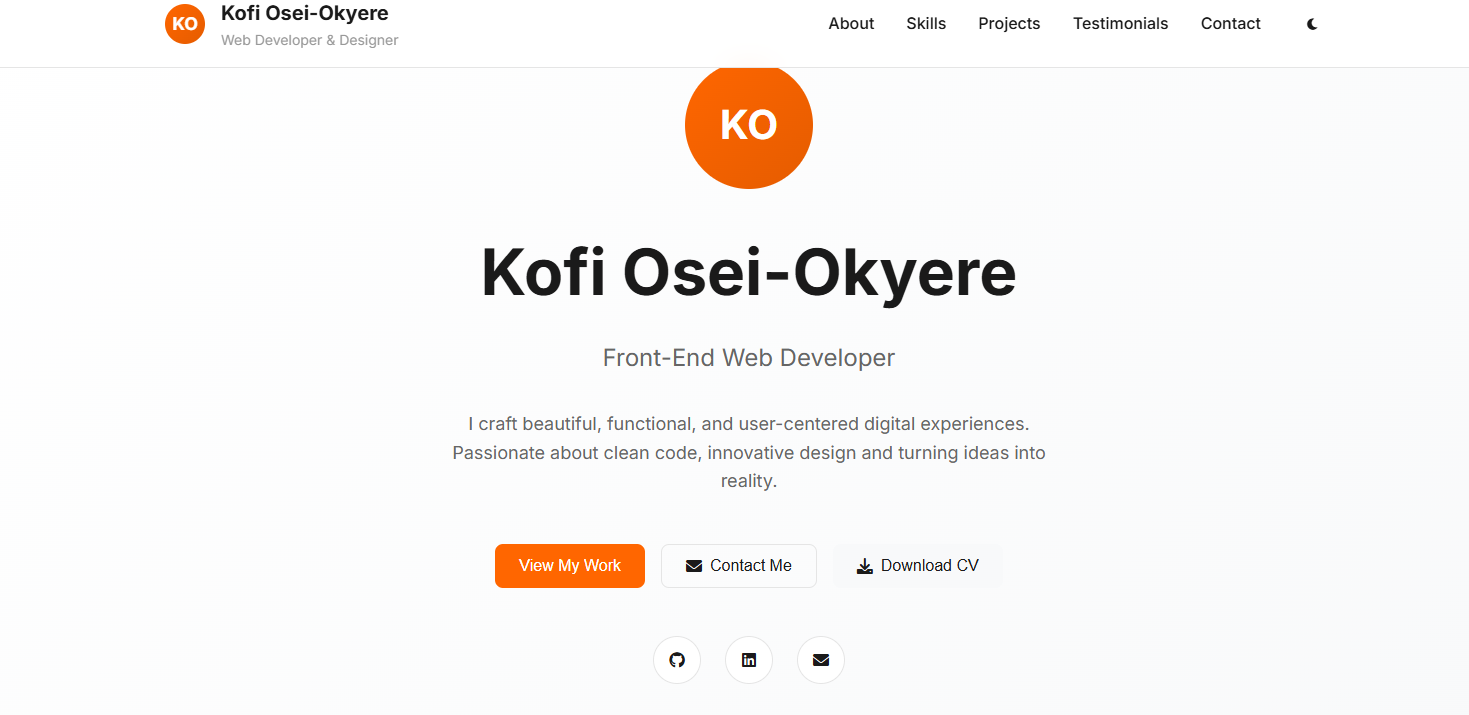 KO
Kofi Osei-Okyere
Web Developer & Designer
About
Skills
Projects
Testimonials
Contact
KO
Kofi Osei-Okyere
Front-End Web Developer
I craft beautiful, functional, and user-centered digital experiences.
Passionate about clean code, innovative design and turning ideas into
reality.
View My Work
Contact Me
Download CV